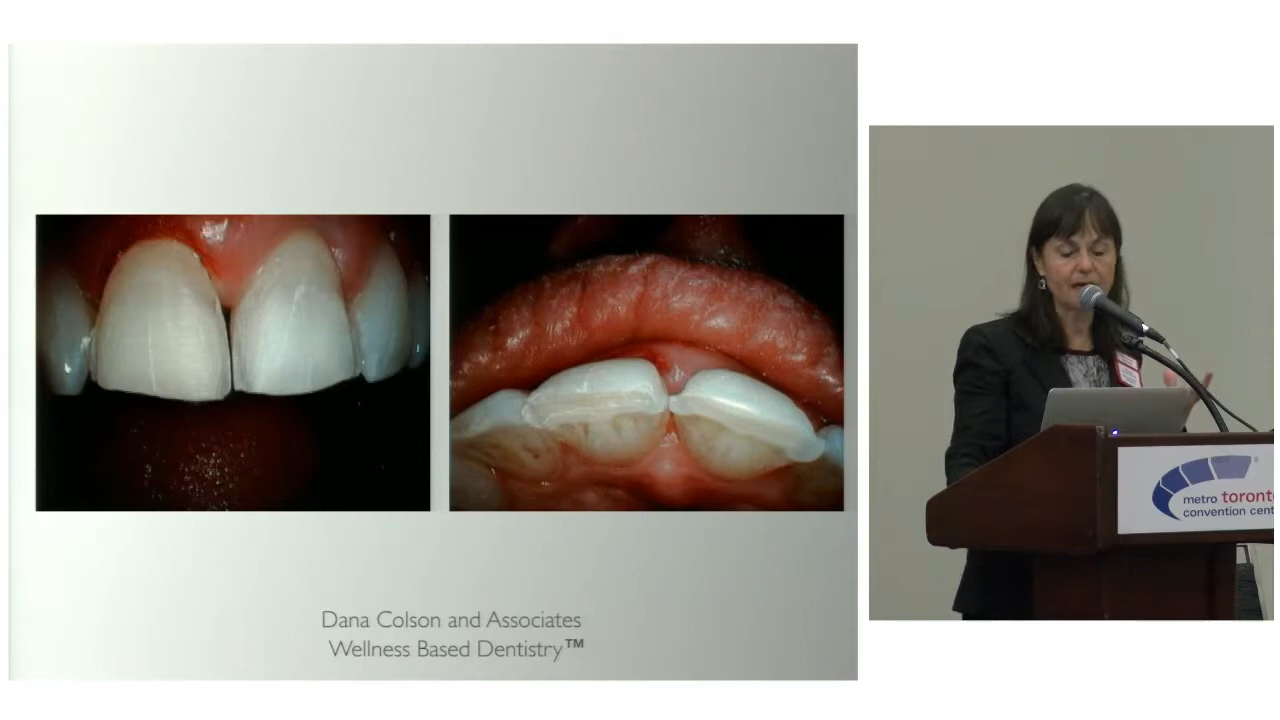 Dana Colson and Associates
Wellness Based Dentistry™
metro toronto
convention cent